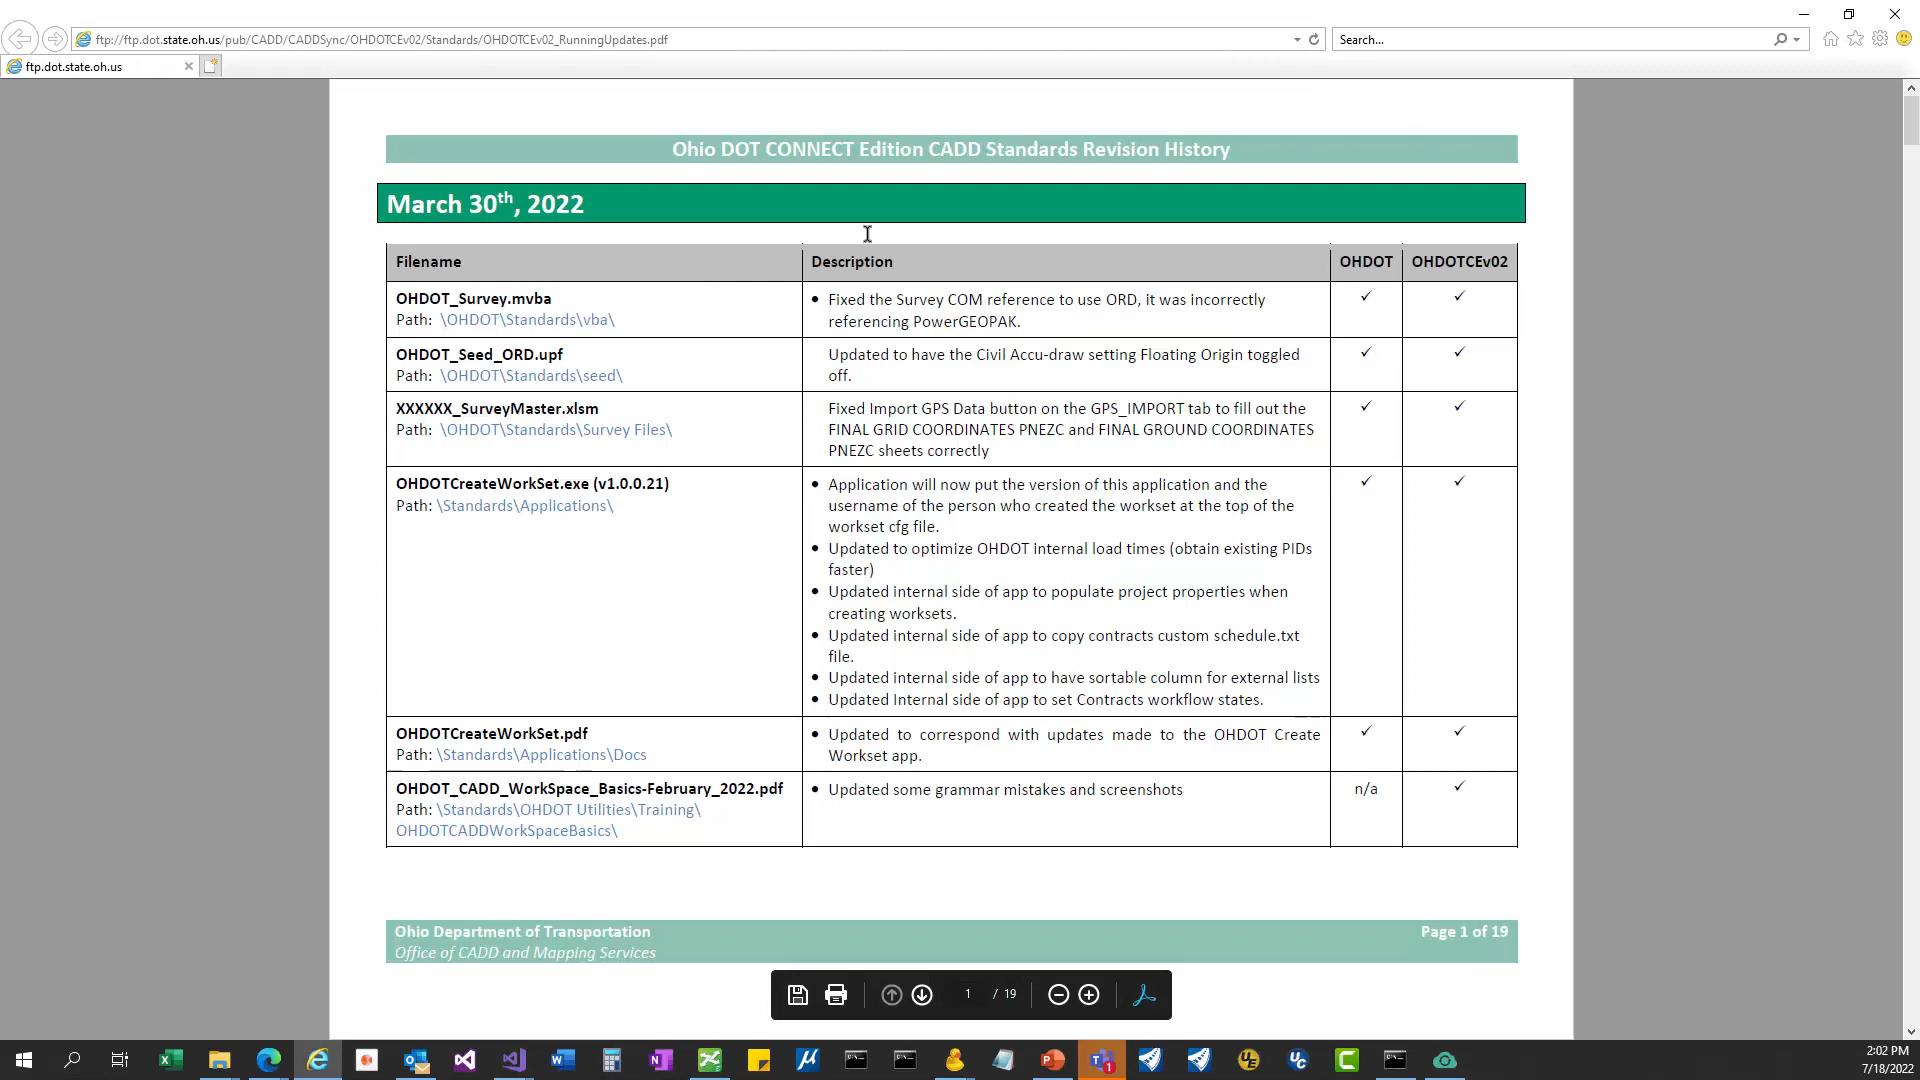 ftp://ftp.dot.state.oh.us/pub/CADD/CADDSync/OHDOTCEv02/Standards/OHDOTCEv02_RunningUpdates.pdf
Search...
ftp.dot.state.oh.us
Ohio DOT CONNECT Edition CADD Standards Revision History
March 30th, 2022
Filename Description OHDOT OHDOTCEv02
OHDOT_Survey.mvba
Path: \OHDOT\Standards\vba\
• Fixed the Survey COM reference to use ORD, it was incorrectly
referencing PowerGEOPAK.
✓ ✓
OHDOT_Seed_ORD.upf
Path: \OHDOT\Standards\seed\
Updated to have the Civil Accu-draw setting Floating Origin toggled
off.
✓ ✓
XXXXXX_SurveyMaster.xlsm
Path: \OHDOT\Standards\Survey Files\
Fixed Import GPS Data button on the GPS_IMPORT tab to fill out the
FINAL GRID COORDINATES PNEZC and FINAL GROUND COORDINATES
PNEZC sheets correctly
✓ ✓
OHDOTCreateWorkSet.exe (v1.0.0.21)
Path: \Standards\Applications\
• Application will now put the version of this application and the
username of the person who created the workset at the top of the
workset cfg file.
• Updated to optimize OHDOT internal load times (obtain existing PIDs
faster)
• Updated internal side of app to populate project properties when
creating worksets.
• Updated internal side of app to copy contracts custom schedule.txt
file.
• Updated internal side of app to have sortable column for external lists
• Updated Internal side of app to set Contracts workflow states.
✓ ✓
OHDOTCreateWorkSet.pdf
Path: \Standards\Applications\Docs
• Updated to correspond with updates made to the OHDOT Create
Workset app.
✓ ✓
OHDOT_CADD_WorkSpace_Basics-February_2022.pdf
Path: \Standards\OHDOT Utilities\Training\
OHDOTCADDWorkSpaceBasics\
• Updated some grammar mistakes and screenshots
n/a ✓
Ohio Department of Transportation Page 1 of 19
Office of CADD and Mapping Services
1 / 19
2:02 PM
7/18/2022